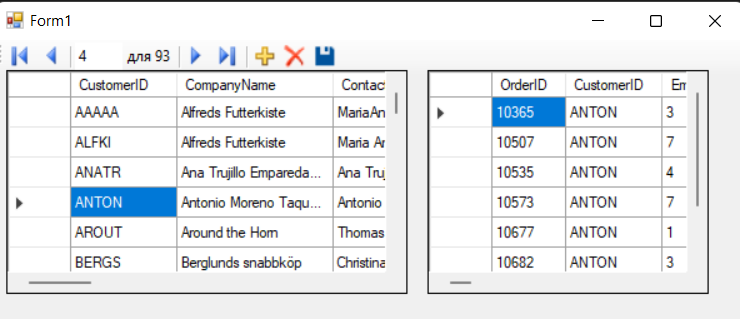 Form1
4 для 93
CustomerID CompanyName Contac
AAAAA Alfreds Futterkiste MariaAn
ALFKI Alfreds Futterkiste Maria An
ANATR Ana Trujillo Empareda... Ana Truj
ANTON Antonio Moreno Taqu... Antonio
AROUT Around the Horn Thomas
BERGS Berglunds snabbköp Christina
OrderID CustomerID Em
10365 ANTON 3
10507 ANTON 7
10535 ANTON 4
10573 ANTON 7
10677 ANTON 1
10682 ANTON 3